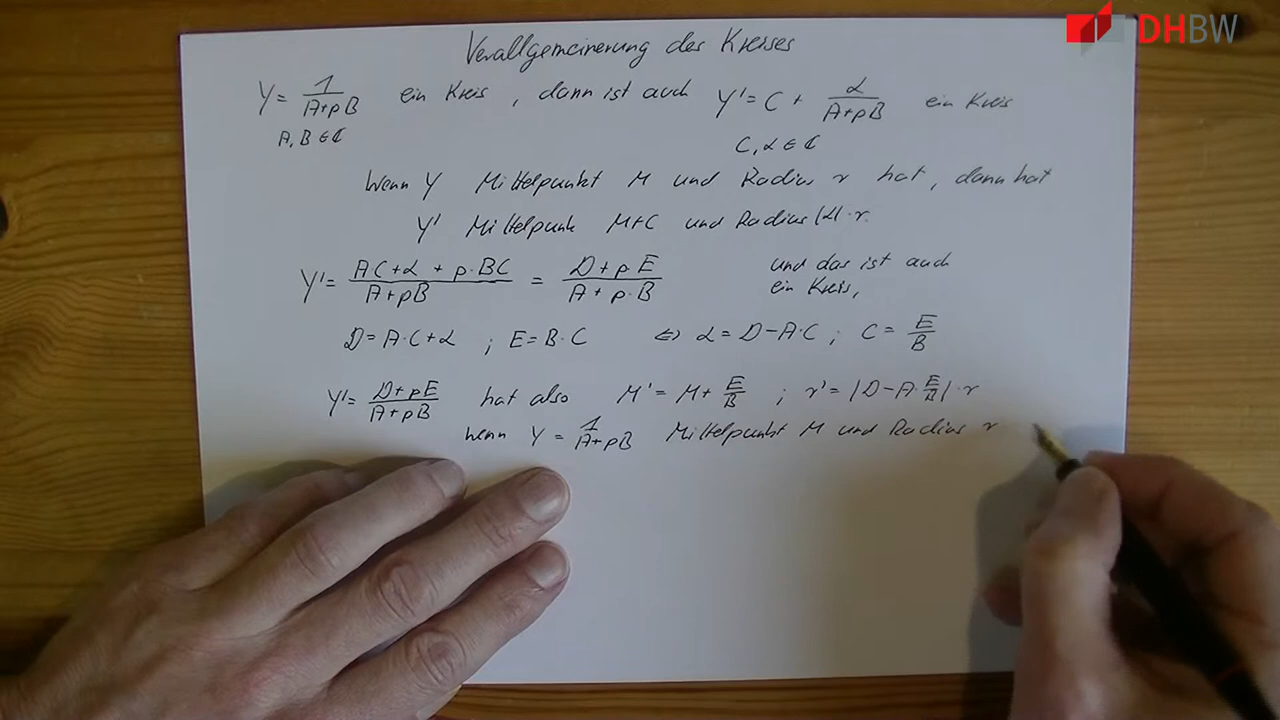 DHBW
Verallgemeinerung des Kreises
Y = 1/(A+pB) ein Kreis, dann ist auch Y' = C + α/(A+pB) ein Kreis
A, B ∈ ℂ C, α ∈ ℂ
Wenn Y Mittelpunkt M und Radius r hat, dann hat
Y' Mittelpunk M+C und Radius |α|·r.
Y' = (AC+α + p·BC)/(A+pB) = (D+p·E)/(A+p·B) und das ist auch
ein Kreis,
D = A·C+α ; E = B·C ⇔ α = D−A·C ; C = E/B
Y' = (D+pE)/(A+pB) hat also M' = M + E/B ; r' = |D−A·E/B|·r
wenn Y = 1/(A+pB) Mittelpunkt M und Radius r